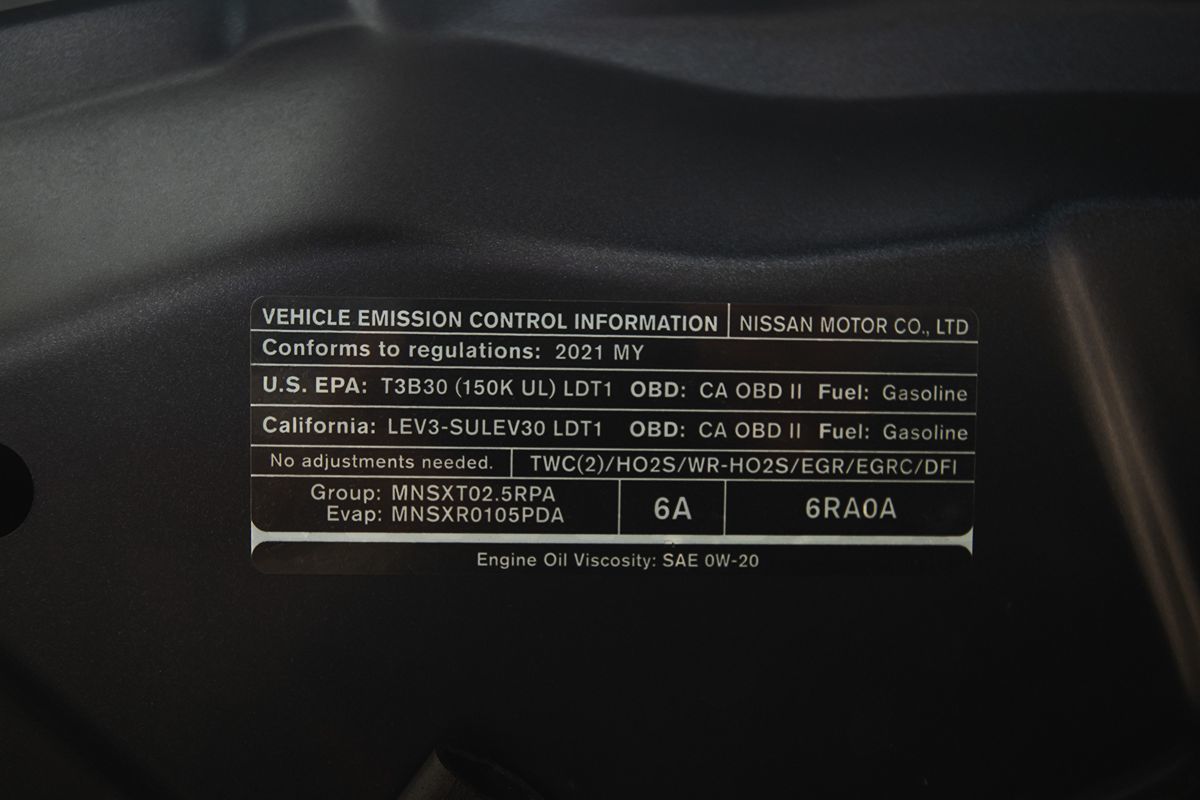 VEHICLE EMISSION CONTROL INFORMATION NISSAN MOTOR CO., LTD
Conforms to regulations: 2021 MY
U.S. EPA: T3B30 (150K UL) LDT1 OBD: CA OBD II Fuel: Gasoline
California: LEV3-SULEV30 LDT1 OBD: CA OBD II Fuel: Gasoline
No adjustments needed. TWC(2)/HO2S/WR-HO2S/EGR/EGRC/DFI
Group: MNSXT02.5RPA
Evap: MNSXR0105PDA
6A 6RA0A
Engine Oil Viscosity: SAE 0W-20